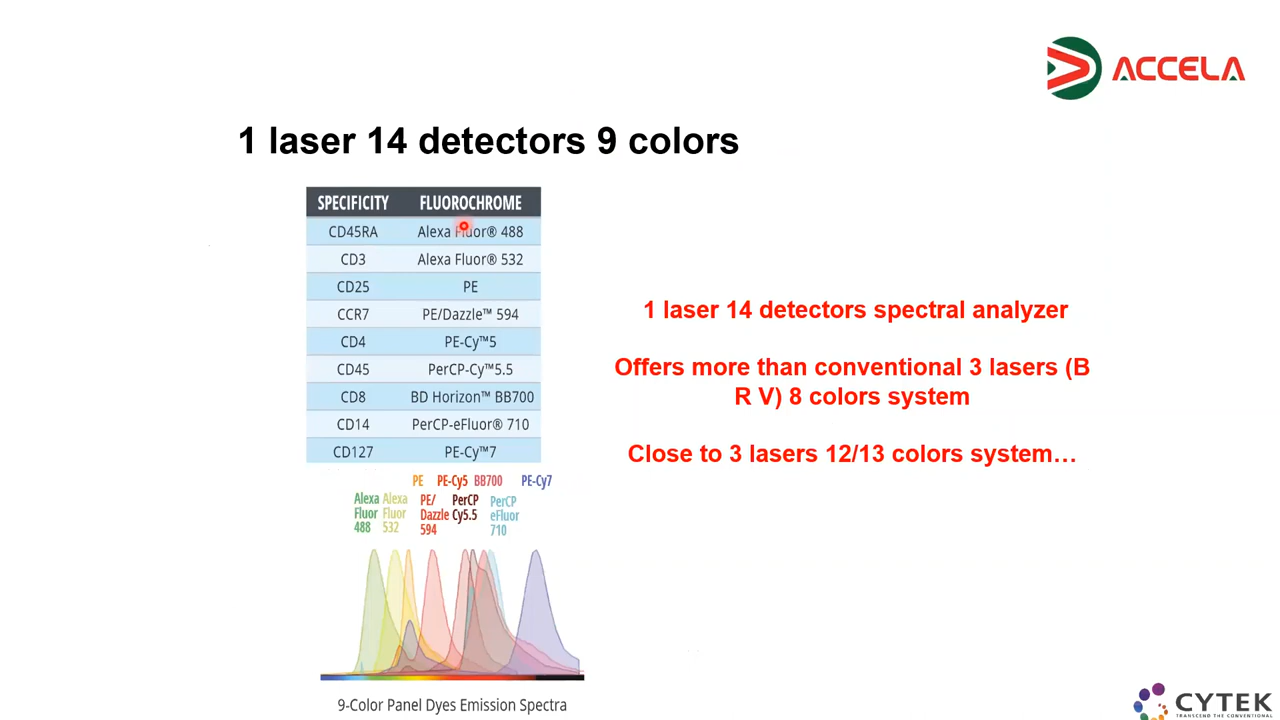 ACCELA
1 laser 14 detectors 9 colors
SPECIFICITY FLUOROCHROME
CD45RA Alexa Fluor® 488
CD3 Alexa Fluor® 532
CD25 PE
CCR7 PE/Dazzle™ 594
CD4 PE-Cy™5
CD45 PerCP-Cy™5.5
CD8 BD Horizon™ BB700
CD14 PerCP-eFluor® 710
CD127 PE-Cy™7
1 laser 14 detectors spectral analyzer
Offers more than conventional 3 lasers (B
R V) 8 colors system
Close to 3 lasers 12/13 colors system…
PE PE-Cy5 BB700 PE-Cy7
Alexa Alexa PE/ PerCP PerCP
Fluor Fluor Dazzle Cy5.5 eFluor
488 532 594 710
9-Color Panel Dyes Emission Spectra
CYTEK
TRANSCEND THE CONVENTIONAL